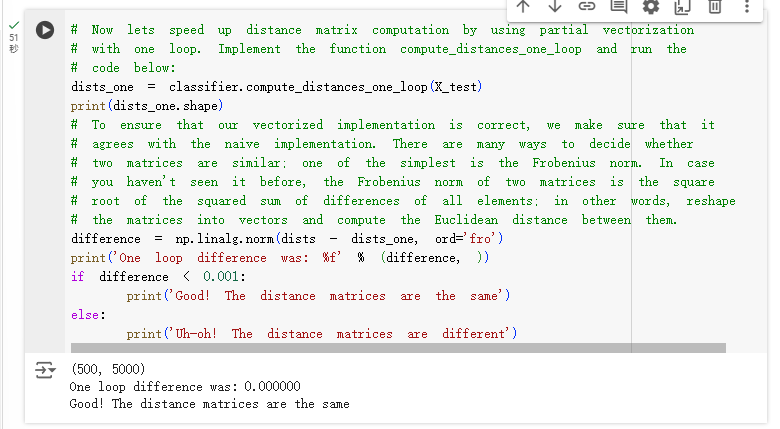 51
秒
# Now lets speed up distance matrix computation by using partial vectorization
# with one loop. Implement the function compute_distances_one_loop and run the
# code below:
dists_one = classifier.compute_distances_one_loop(X_test)
print(dists_one.shape)
# To ensure that our vectorized implementation is correct, we make sure that it
# agrees with the naive implementation. There are many ways to decide whether
# two matrices are similar; one of the simplest is the Frobenius norm. In case
# you haven't seen it before, the Frobenius norm of two matrices is the square
# root of the squared sum of differences of all elements; in other words, reshape
# the matrices into vectors and compute the Euclidean distance between them.
difference = np.linalg.norm(dists - dists_one, ord='fro')
print('One loop difference was: %f' % (difference, ))
if difference < 0.001:
    print('Good! The distance matrices are the same')
else:
    print('Uh-oh! The distance matrices are different')
(500, 5000)
One loop difference was: 0.000000
Good! The distance matrices are the same